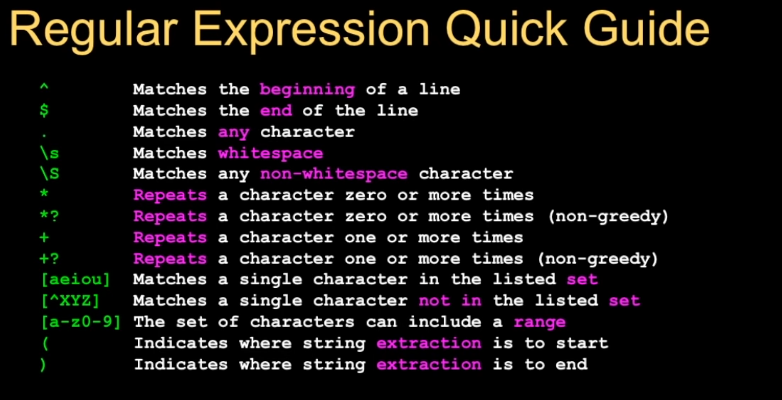 Regular Expression Quick Guide
^ Matches the beginning of a line
$ Matches the end of the line
. Matches any character
\s Matches whitespace
\S Matches any non-whitespace character
* Repeats a character zero or more times
*? Repeats a character zero or more times (non-greedy)
+ Repeats a character one or more times
+? Repeats a character one or more times (non-greedy)
[aeiou] Matches a single character in the listed set
[^XYZ] Matches a single character not in the listed set
[a-z0-9] The set of characters can include a range
( Indicates where string extraction is to start
) Indicates where string extraction is to end